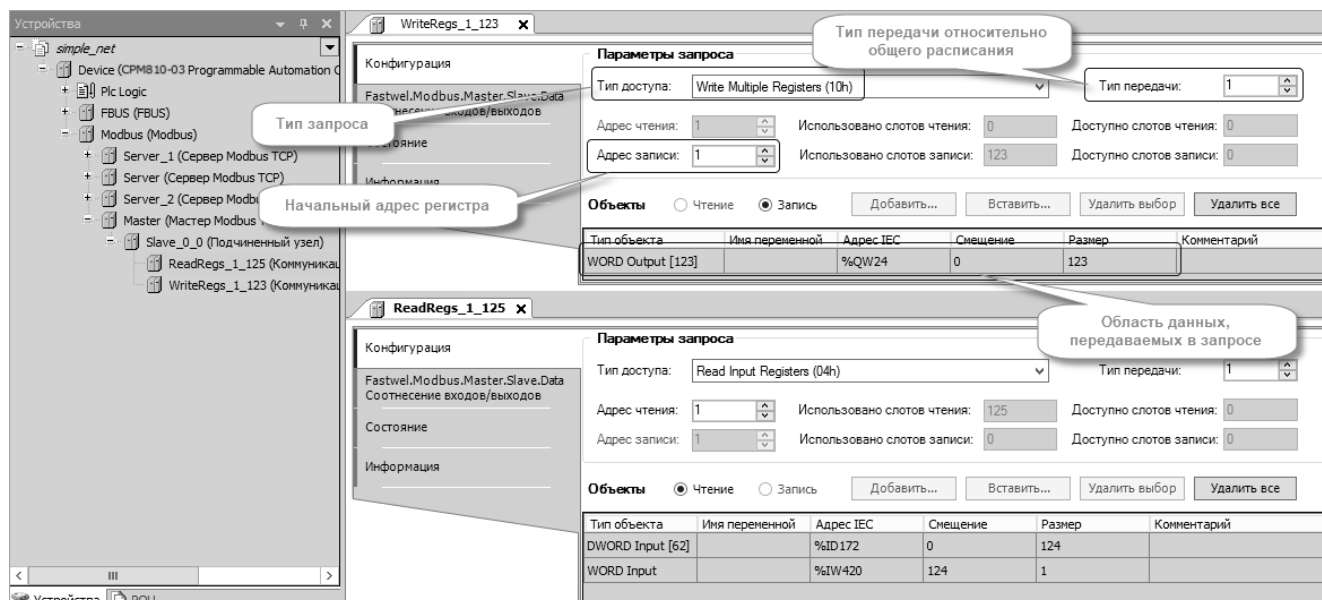 Устройства
simple_net
Device (CPM810-03 Programmable Automation C
Plc Logic
FBUS (FBUS)
Modbus (Modbus)
Server_1 (Сервер Modbus TCP)
Server (Сервер Modbus TCP)
Server_2 (Сервер Modbu
Master (Мастер Modbus
Slave_0_0 (Подчиненный узел)
ReadRegs_1_125 (Коммуникац
WriteRegs_1_123 (Коммуникац
Устройства POU
WriteRegs_1_123
Конфигурация
Fastwel.Modbus.Master.Slave.Data
Соотнесение входов/выходов
Состояние
Информация
Тип запроса
Начальный адрес регистра
Тип передачи относительно
общего расписания
Параметры запроса
Тип доступа: Write Multiple Registers (10h) Тип передачи: 1
Адрес чтения: 1 Использовано слотов чтения: 0 Доступно слотов чтения: 0
Адрес записи: 1 Использовано слотов записи: 123 Доступно слотов записи: 0
Объекты Чтение Запись Добавить... Вставить... Удалить выбор Удалить все
Тип объекта Имя переменной Адрес IEC Смещение Размер Комментарий
WORD Output [123] %QW24 0 123
Область данных,
передаваемых в запросе
ReadRegs_1_125
Конфигурация
Fastwel.Modbus.Master.Slave.Data
Соотнесение входов/выходов
Состояние
Информация
Параметры запроса
Тип доступа: Read Input Registers (04h) Тип передачи: 1
Адрес чтения: 1 Использовано слотов чтения: 125 Доступно слотов чтения: 0
Адрес записи: 1 Использовано слотов записи: 0 Доступно слотов записи: 0
Объекты Чтение Запись Добавить... Вставить... Удалить выбор Удалить все
Тип объекта Имя переменной Адрес IEC Смещение Размер Комментарий
DWORD Input [62] %ID172 0 124
WORD Input %IW420 124 1